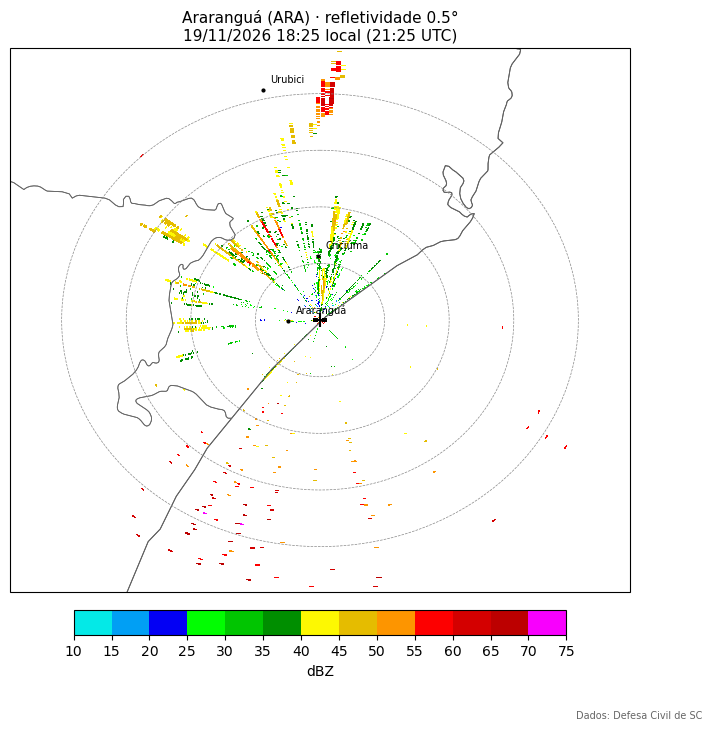 Araranguá (ARA) · refletividade 0.5°
19/11/2026 18:25 local (21:25 UTC)
Urubici
Criciúma
Araranguá
10 15 20 25 30 35 40 45 50 55 60 65 70 75
dBZ
Dados: Defesa Civil de SC